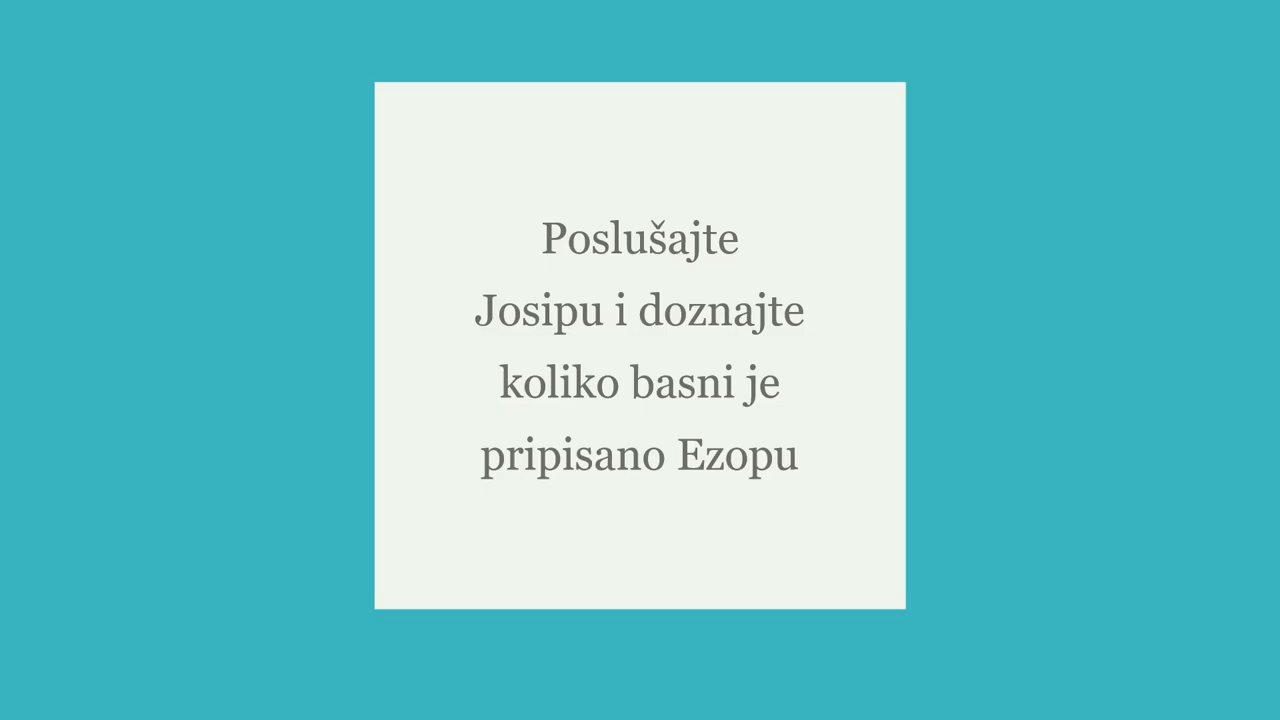 Poslušajte
Josipu i doznajte
koliko basni je
pripisano Ezopu